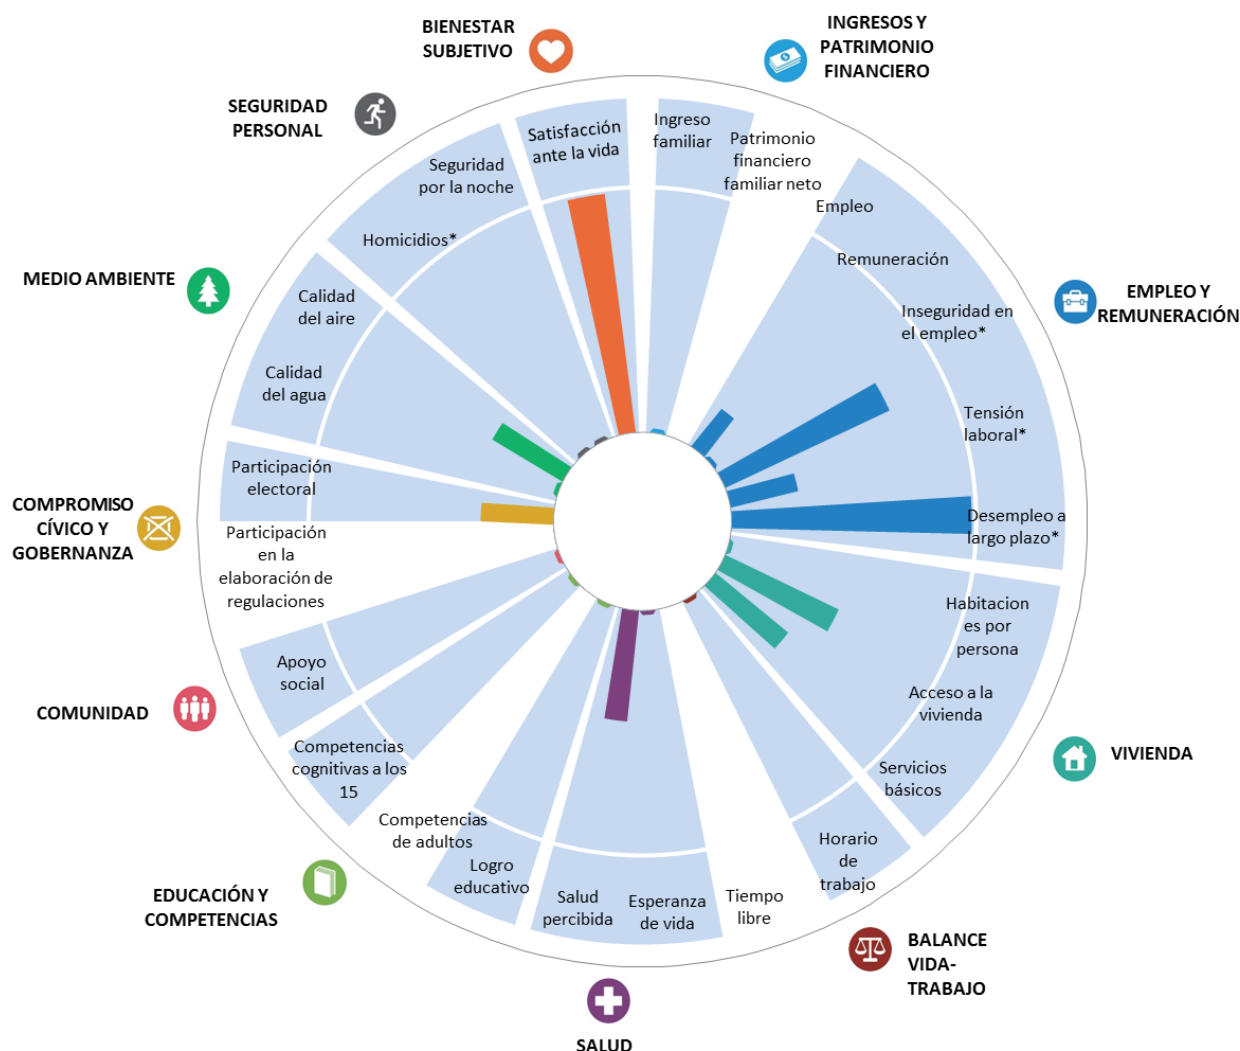 BIENESTAR
SUBJETIVO
INGRESOS Y
PATRIMONIO
FINANCIERO
SEGURIDAD
PERSONAL
MEDIO AMBIENTE
COMPROMISO
CÍVICO Y
GOBERNANZA
COMUNIDAD
EDUCACIÓN Y
COMPETENCIAS
SALUD
BALANCE
VIDA-
TRABAJO
VIVIENDA
EMPLEO Y
REMUNERACIÓN
Satisfacción
ante la vida
Ingreso
familiar
Patrimonio
financiero
familiar neto
Empleo
Remuneración
Inseguridad en
el empleo*
Tensión
laboral*
Desempleo a
largo plazo*
Habitacion
es por
persona
Acceso a la
vivienda
Servicios
básicos
Horario
de
trabajo
Tiempo
libre
Esperanza
de vida
Salud
percibida
Logro
educativo
Competencias
de adultos
Competencias
cognitivas a los
15
Apoyo
social
Participación
en la
elaboración de
regulaciones
Participación
electoral
Calidad
del agua
Calidad
del aire
Homicidios*
Seguridad
por la noche